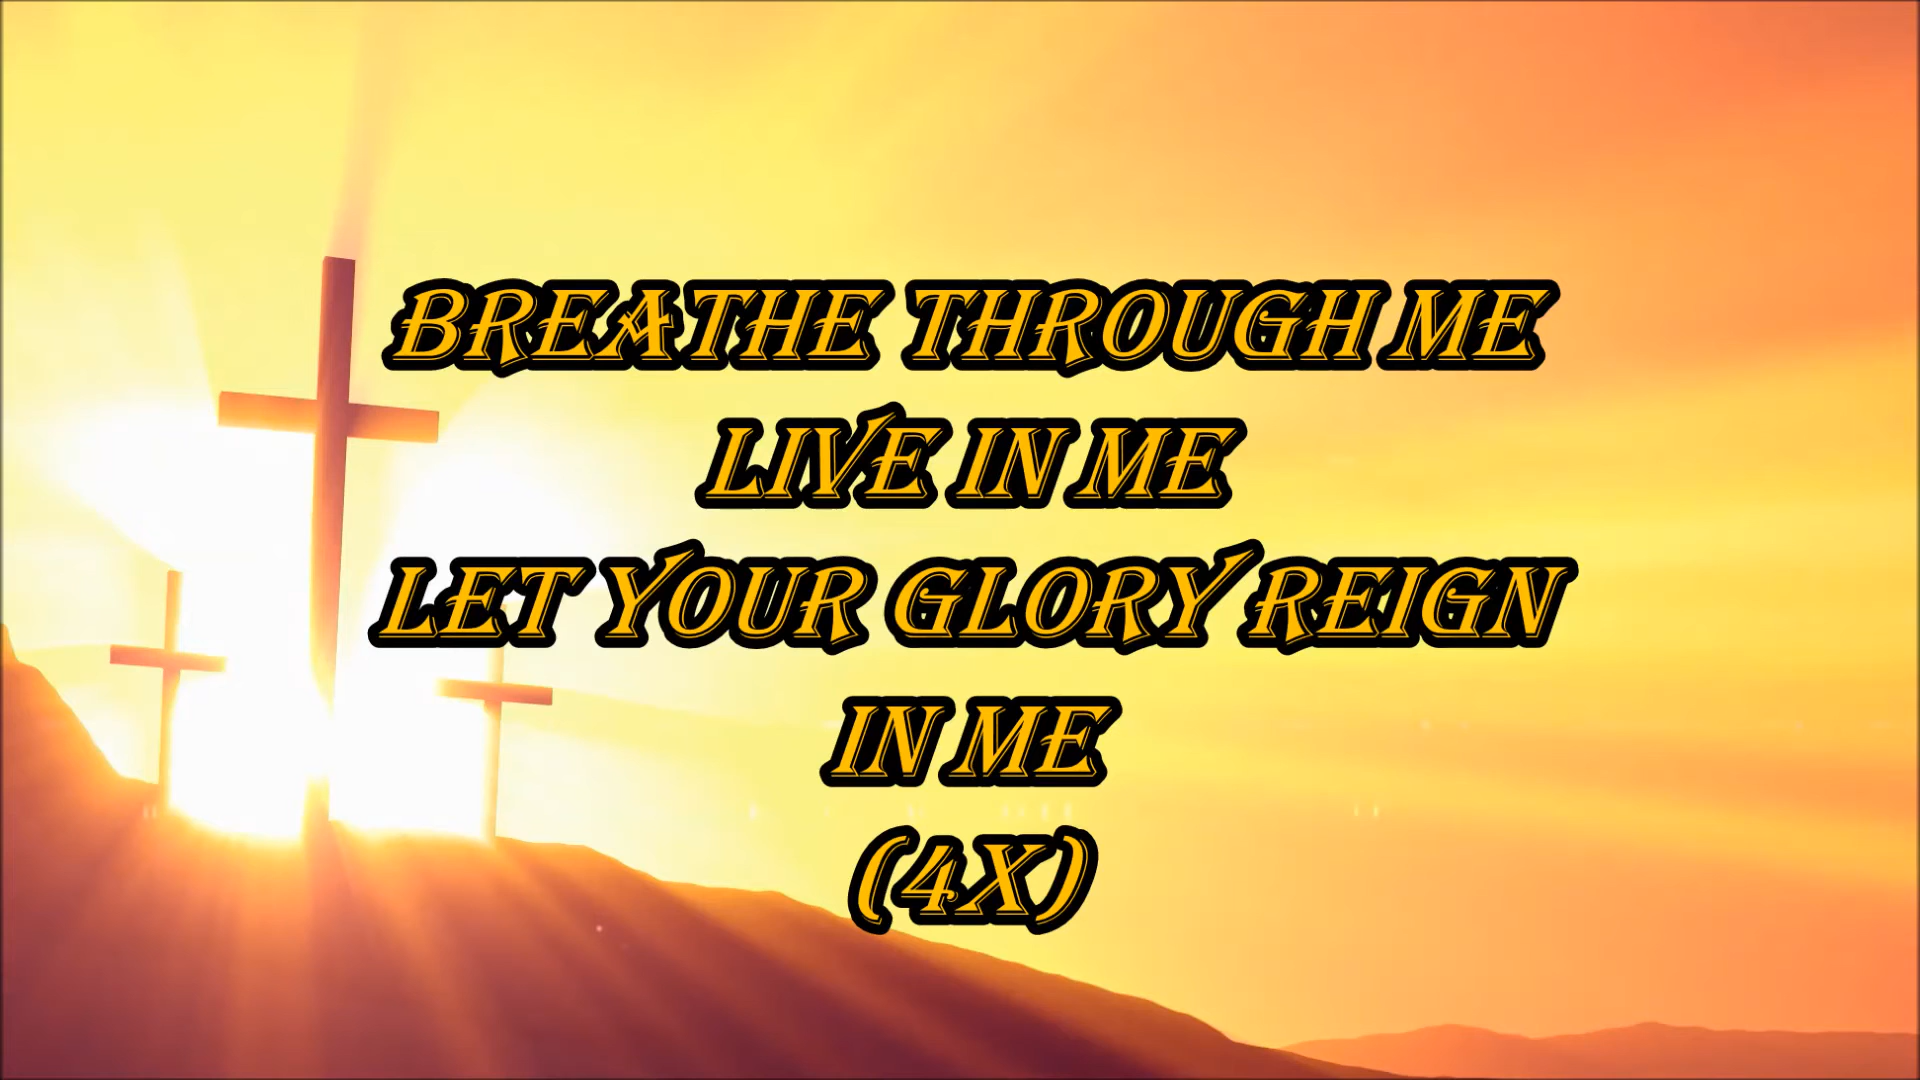 BREATHE THROUGH ME
LIVE IN ME
LET YOUR GLORY REIGN
IN ME
(4X)